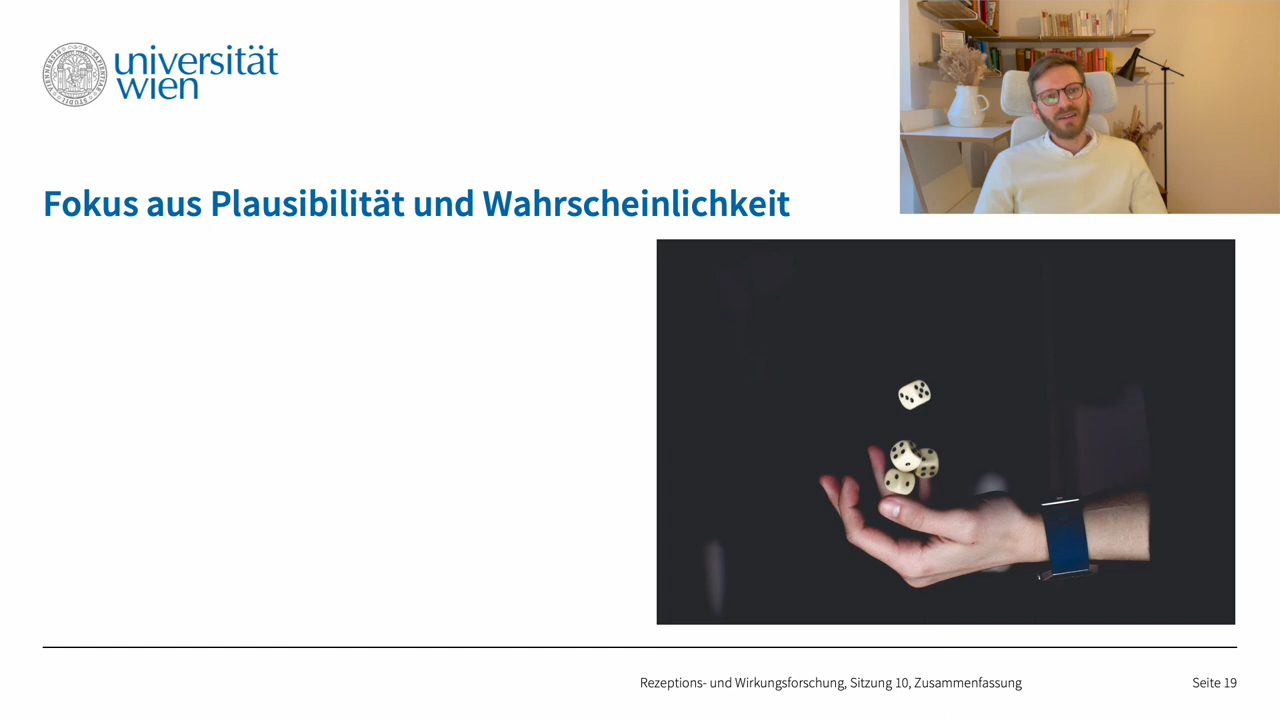 universität
wien
Fokus aus Plausibilität und Wahrscheinlichkeit
Rezeptions- und Wirkungsforschung, Sitzung 10, Zusammenfassung
Seite 19